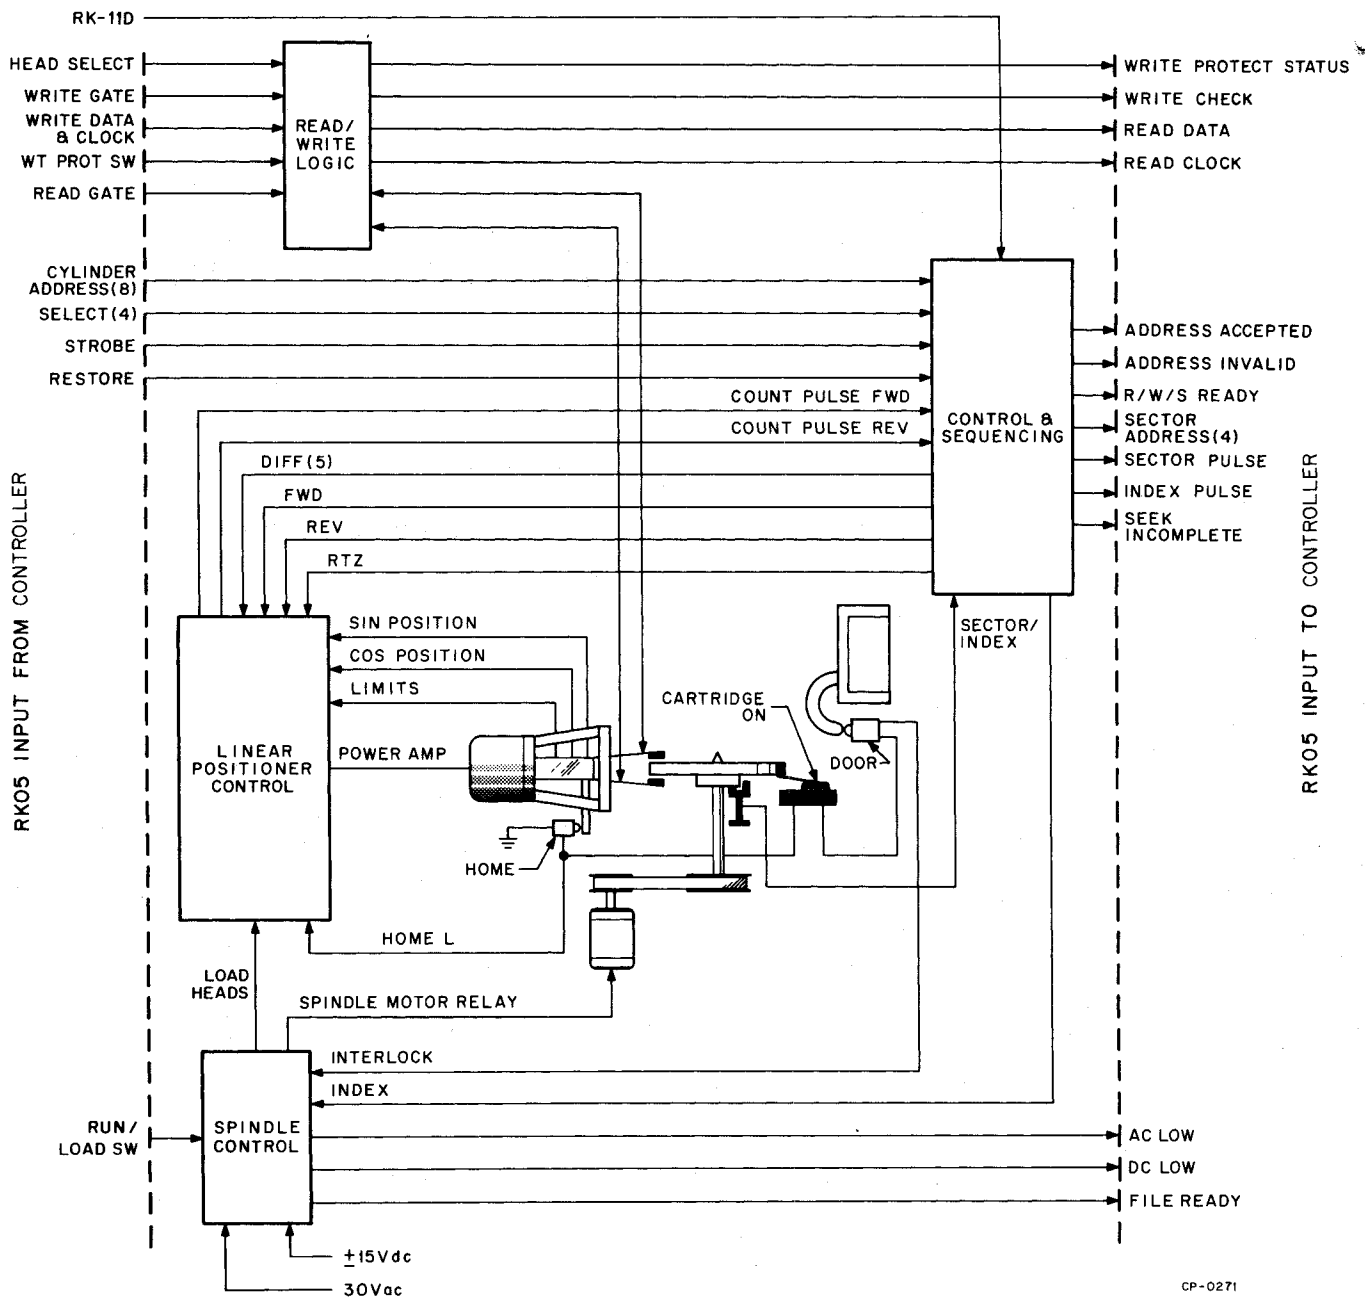 RK-11D
HEAD SELECT
WRITE GATE
WRITE DATA
& CLOCK
WT PROT SW
READ GATE
READ/
WRITE
LOGIC
WRITE PROTECT STATUS
WRITE CHECK
READ DATA
READ CLOCK
CYLINDER
ADDRESS(8)
SELECT(4)
STROBE
RESTORE
COUNT PULSE FWD
COUNT PULSE REV
DIFF(5)
FWD
REV
RTZ
CONTROL &
SEQUENCING
ADDRESS ACCEPTED
ADDRESS INVALID
R/W/S READY
SECTOR
ADDRESS(4)
SECTOR PULSE
INDEX PULSE
SEEK
INCOMPLETE
RK05 INPUT FROM CONTROLLER
RK05 INPUT TO CONTROLLER
SIN POSITION
COS POSITION
LIMITS
POWER AMP
LINEAR
POSITIONER
CONTROL
SECTOR/
INDEX
CARTRIDGE
ON
DOOR
HOME
HOME L
LOAD
HEADS
SPINDLE MOTOR RELAY
INTERLOCK
INDEX
RUN/
LOAD SW
SPINDLE
CONTROL
AC LOW
DC LOW
FILE READY
±15Vdc
30Vac
CP-0271